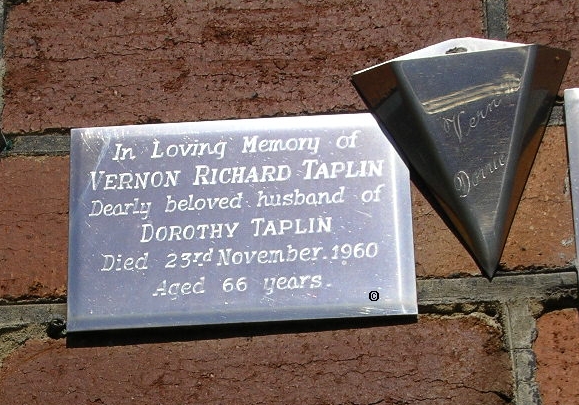 In Loving Memory of
VERNON RICHARD TAPLIN
Dearly beloved husband of
DOROTHY TAPLIN
Died 23rd November.1960
Aged 66 years.
©
Vern